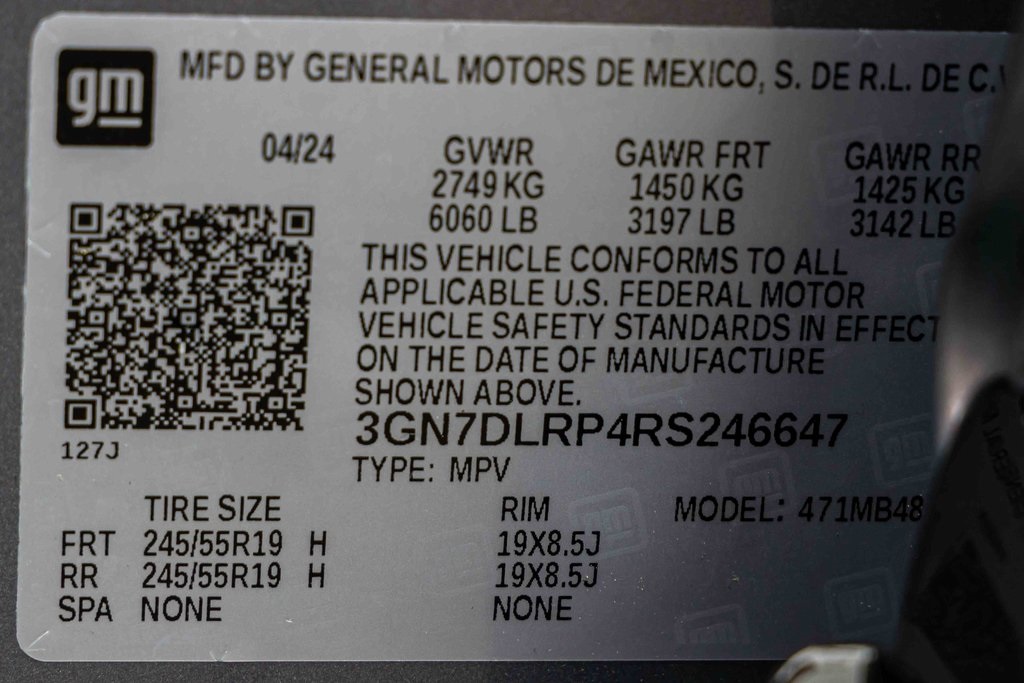 gm
MFD BY GENERAL MOTORS DE MEXICO, S. DE R.L. DE C.V
04/24 GVWR GAWR FRT GAWR RR
2749 KG 1450 KG 1425 KG
6060 LB 3197 LB 3142 LB
THIS VEHICLE CONFORMS TO ALL
APPLICABLE U.S. FEDERAL MOTOR
VEHICLE SAFETY STANDARDS IN EFFECT
ON THE DATE OF MANUFACTURE
SHOWN ABOVE.
3GN7DLRP4RS246647
127J
TYPE: MPV
TIRE SIZE RIM MODEL: 471MB48
FRT 245/55R19 H 19X8.5J
RR 245/55R19 H 19X8.5J
SPA NONE NONE